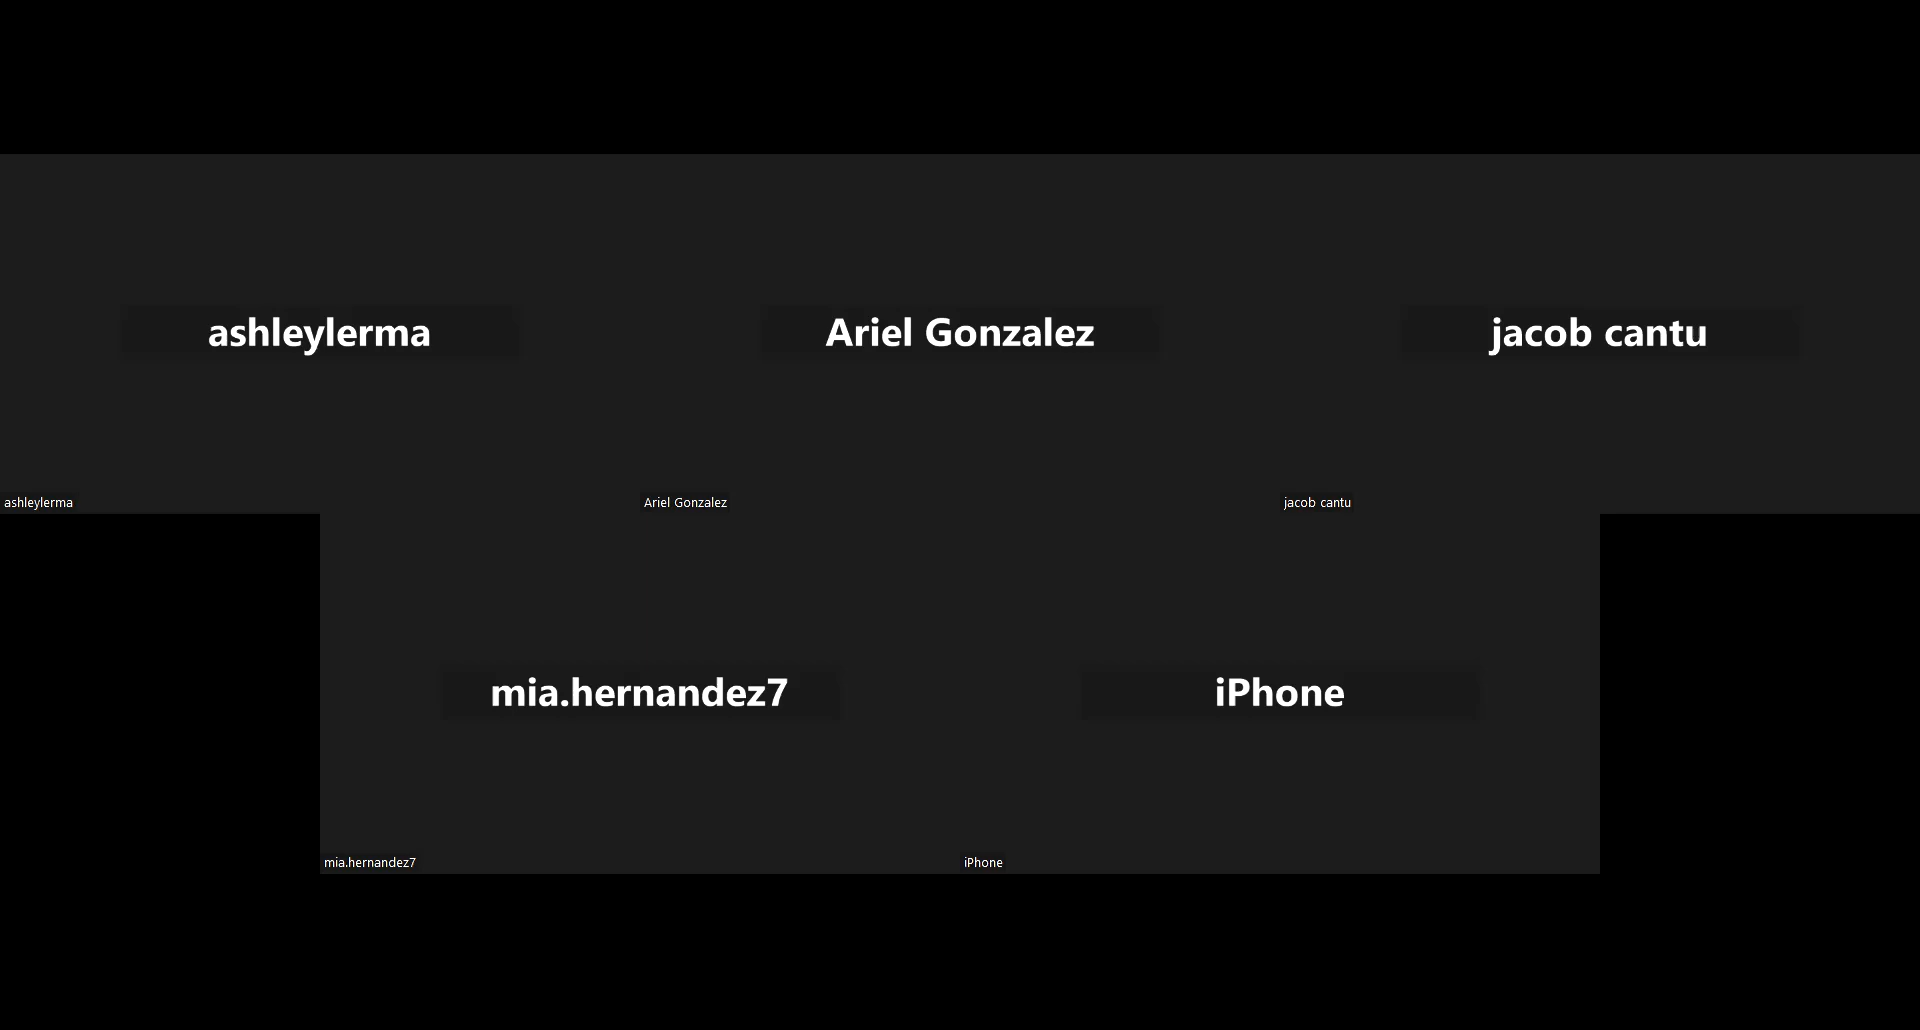 ashleylerma
Ariel Gonzalez
jacob cantu
ashleylerma
Ariel Gonzalez
jacob cantu
mia.hernandez7
iPhone
mia.hernandez7
iPhone